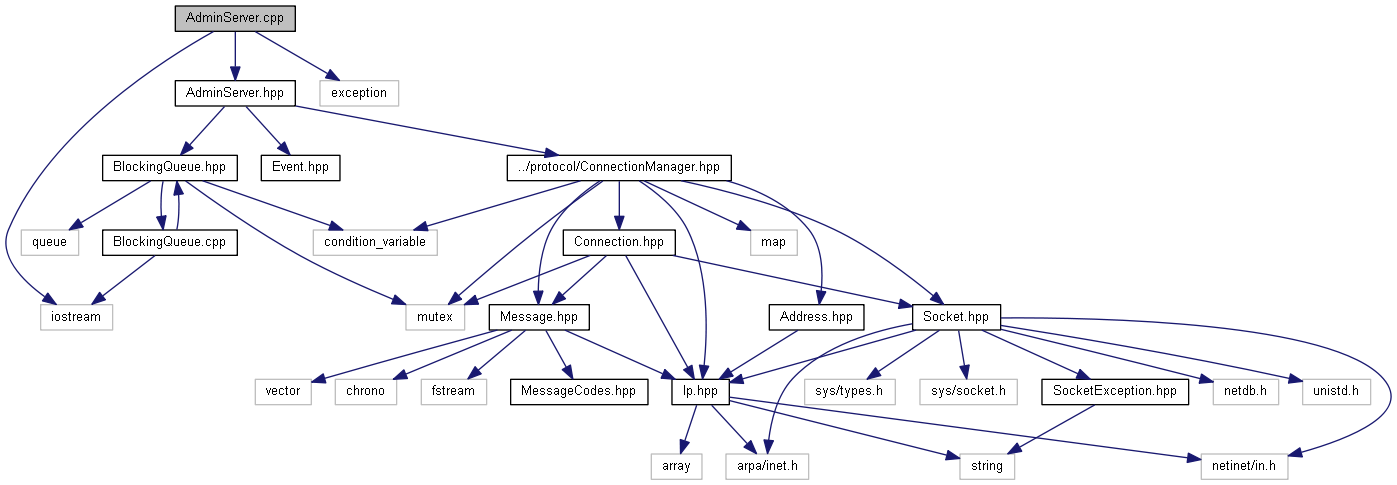 AdminServer.cpp
AdminServer.hpp
exception
BlockingQueue.hpp
Event.hpp
../protocol/ConnectionManager.hpp
queue
BlockingQueue.cpp
condition_variable
Connection.hpp
map
iostream
mutex
Message.hpp
Address.hpp
Socket.hpp
vector
chrono
fstream
MessageCodes.hpp
Ip.hpp
sys/types.h
sys/socket.h
SocketException.hpp
netdb.h
unistd.h
array
arpa/inet.h
string
netinet/in.h